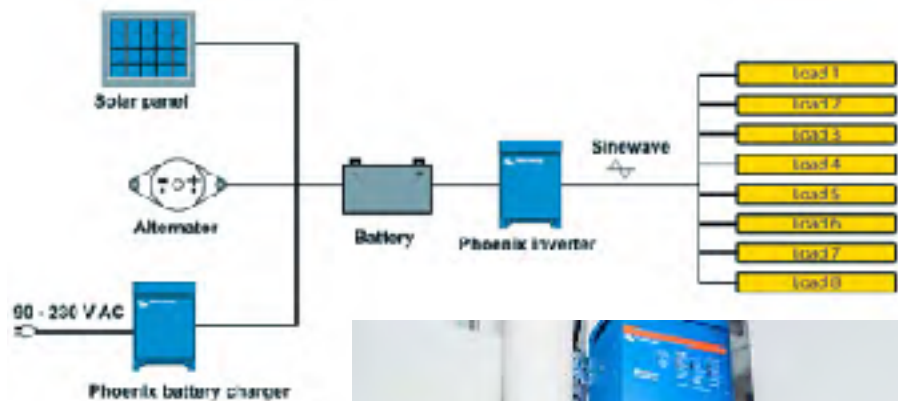 Solar panel
Alternator
90 - 230 V AC
Phoenix battery charger
Battery
Phoenix inverter
Sinewave
Load 1
Load 2
Load 3
Load 4
Load 5
Load 6
Load 7
Load 8